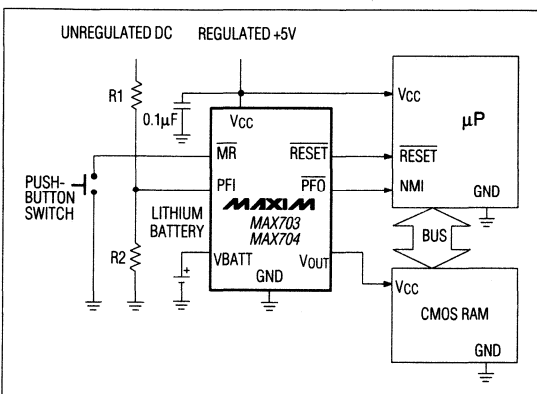 UNREGULATED DC REGULATED +5V
R1
0.1µF
VCC
VCC
µP
MR
RESET
RESET
PUSH-
BUTTON
SWITCH
PFI
PFO
NMI
GND
LITHIUM
BATTERY
MAXIM
MAX703
MAX704
BUS
R2
VBATT
VOUT
+
GND
VCC
CMOS RAM
GND